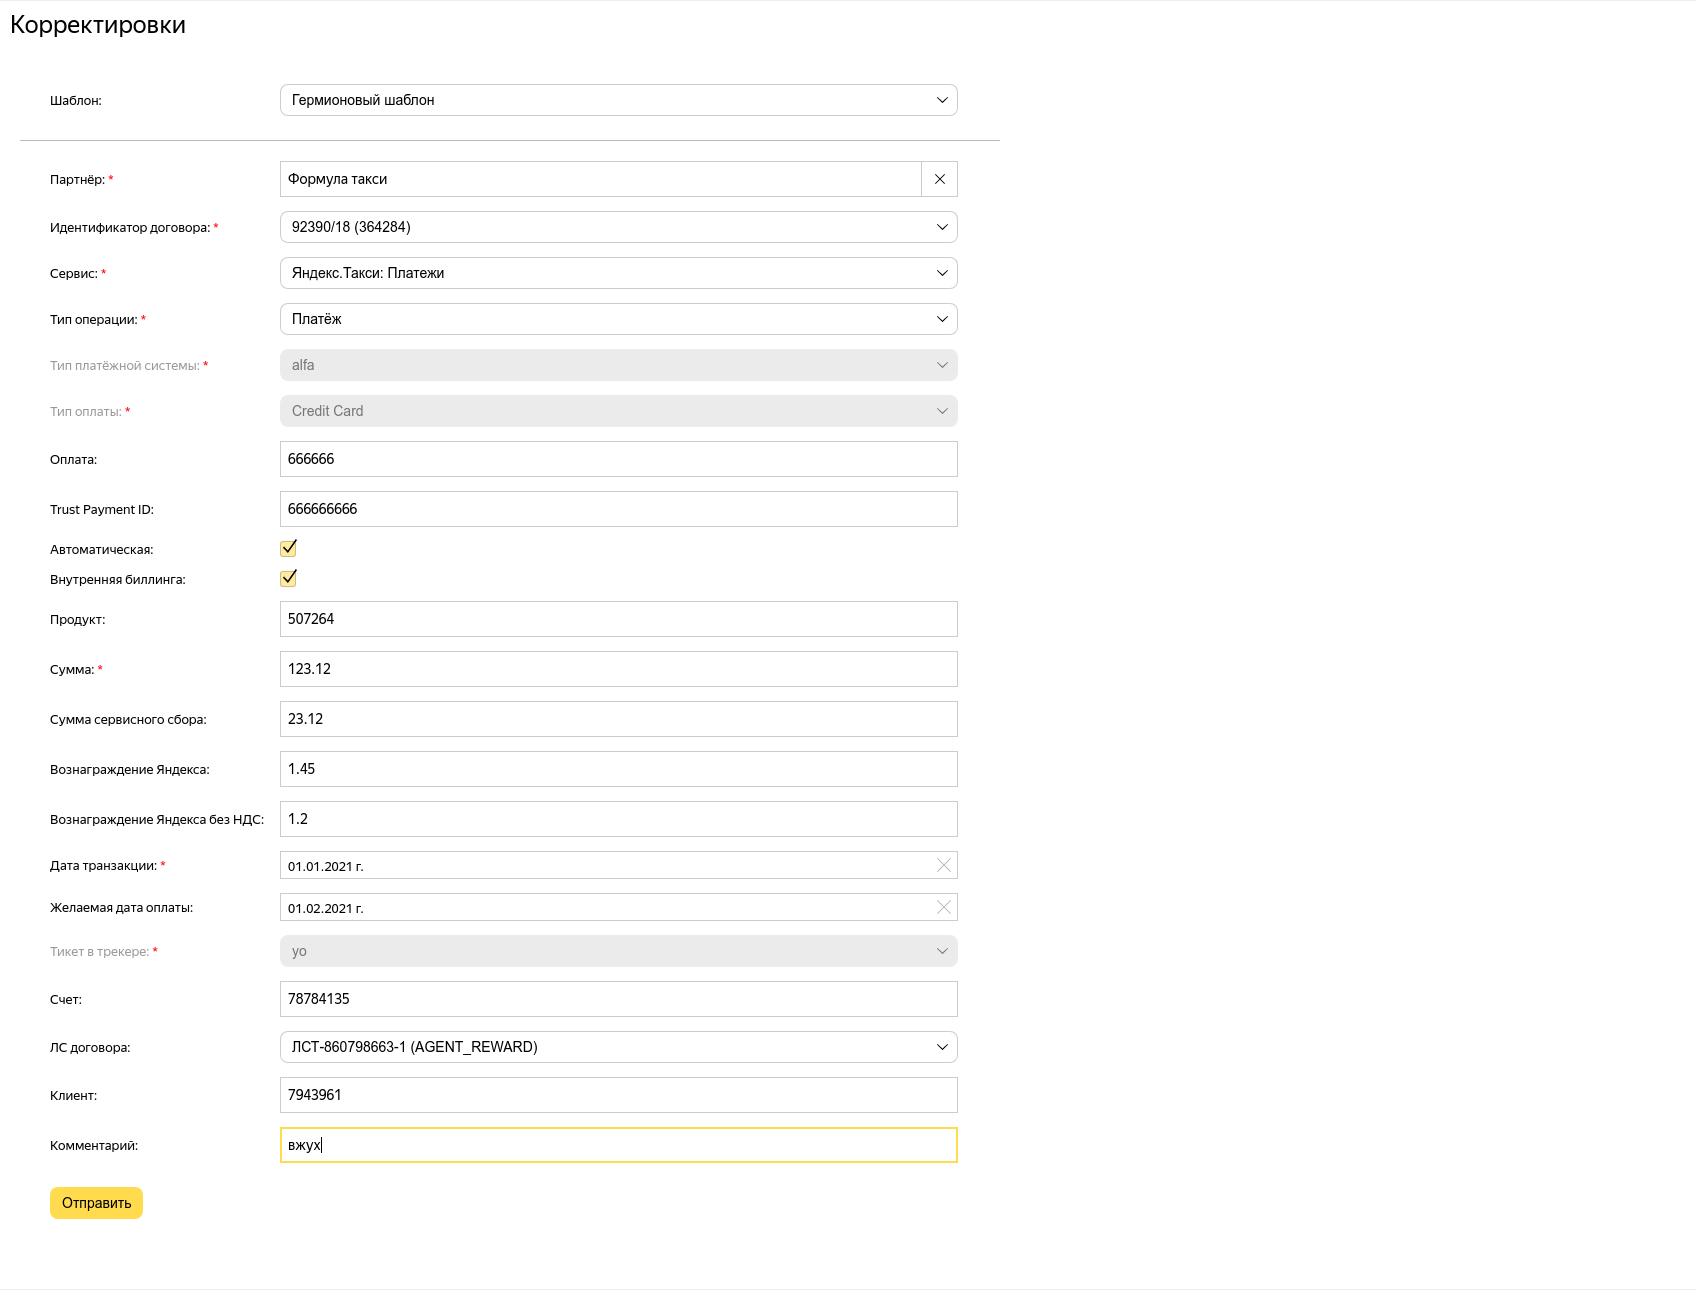 Корректировки
Шаблон: Гермионовый шаблон
Партнёр: * Формула такси
Идентификатор договора: * 92390/18 (364284)
Сервис: * Яндекс.Такси: Платежи
Тип операции: * Платёж
Тип платёжной системы: * alfa
Тип оплаты: * Credit Card
Оплата: 666666
Trust Payment ID: 666666666
Автоматическая:
Внутренняя биллинга:
Продукт: 507264
Сумма: * 123.12
Сумма сервисного сбора: 23.12
Вознаграждение Яндекса: 1.45
Вознаграждение Яндекса без НДС: 1.2
Дата транзакции: * 01.01.2021 г.
Желаемая дата оплаты: 01.02.2021 г.
Тикет в трекере: * yo
Счет: 78784135
ЛС договора: ЛСТ-860798663-1 (AGENT_REWARD)
Клиент: 7943961
Комментарий: вжух
Отправить